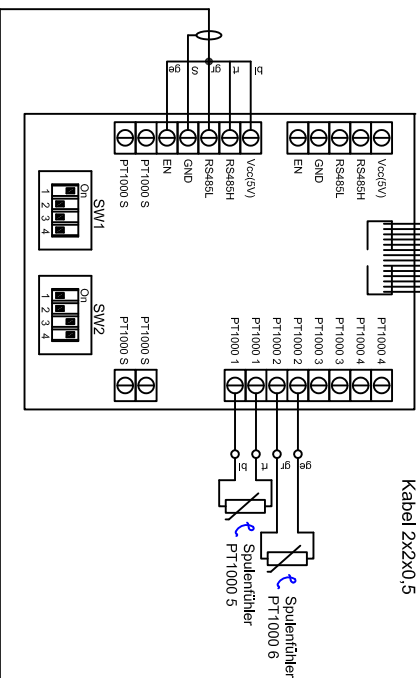 Kabel 2x2x0,5
Spulenfühler
PT1000 6
Spulenfühler
PT1000 5
bl
rt
gr
ge
PT1000 1
PT1000 1
PT1000 2
PT1000 2
PT1000 3
PT1000 3
PT1000 4
PT1000 4
PT1000 S
PT1000 S
SW1
On
1 2 3 4
SW2
On
1 2 3 4
PT1000 S
PT1000 S
EN
GND
RS485L
RS485H
Vcc(5V)
EN
GND
RS485L
RS485H
Vcc(5V)
ge
S
gr
rt
bl